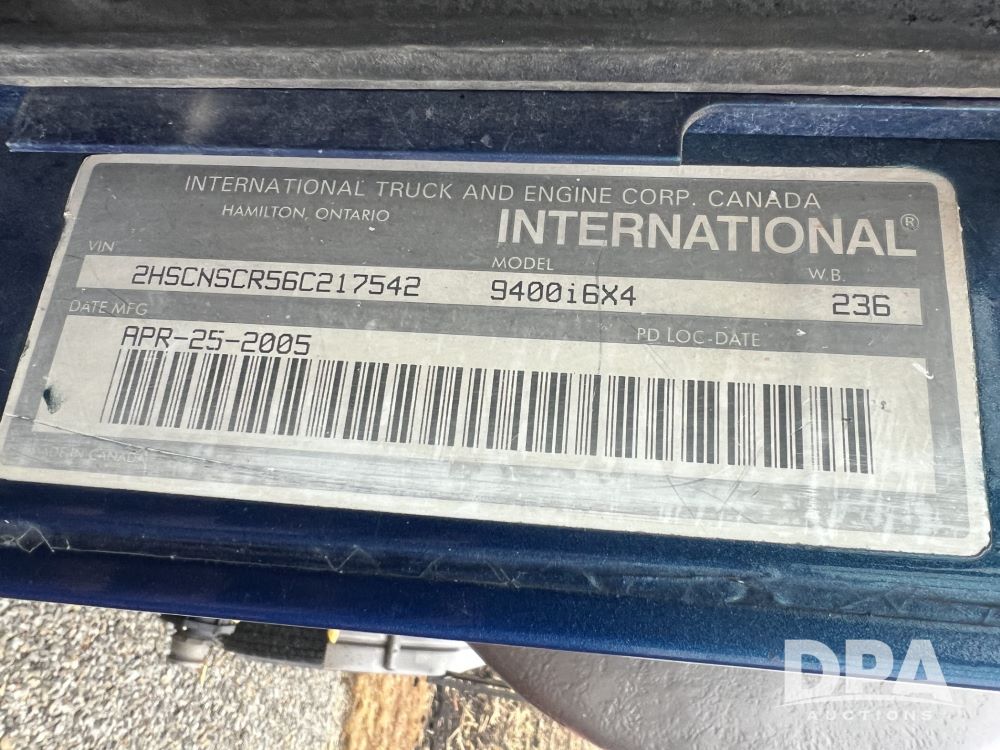 INTERNATIONAL TRUCK AND ENGINE CORP. CANADA
HAMILTON, ONTARIO
INTERNATIONAL®
VIN MODEL W.B.
2HSCNSCR56C217542 9400i6X4 236
DATE MFG PD LOC-DATE
APR-25-2005
MADE IN CANADA
DPA
AUCTIONS